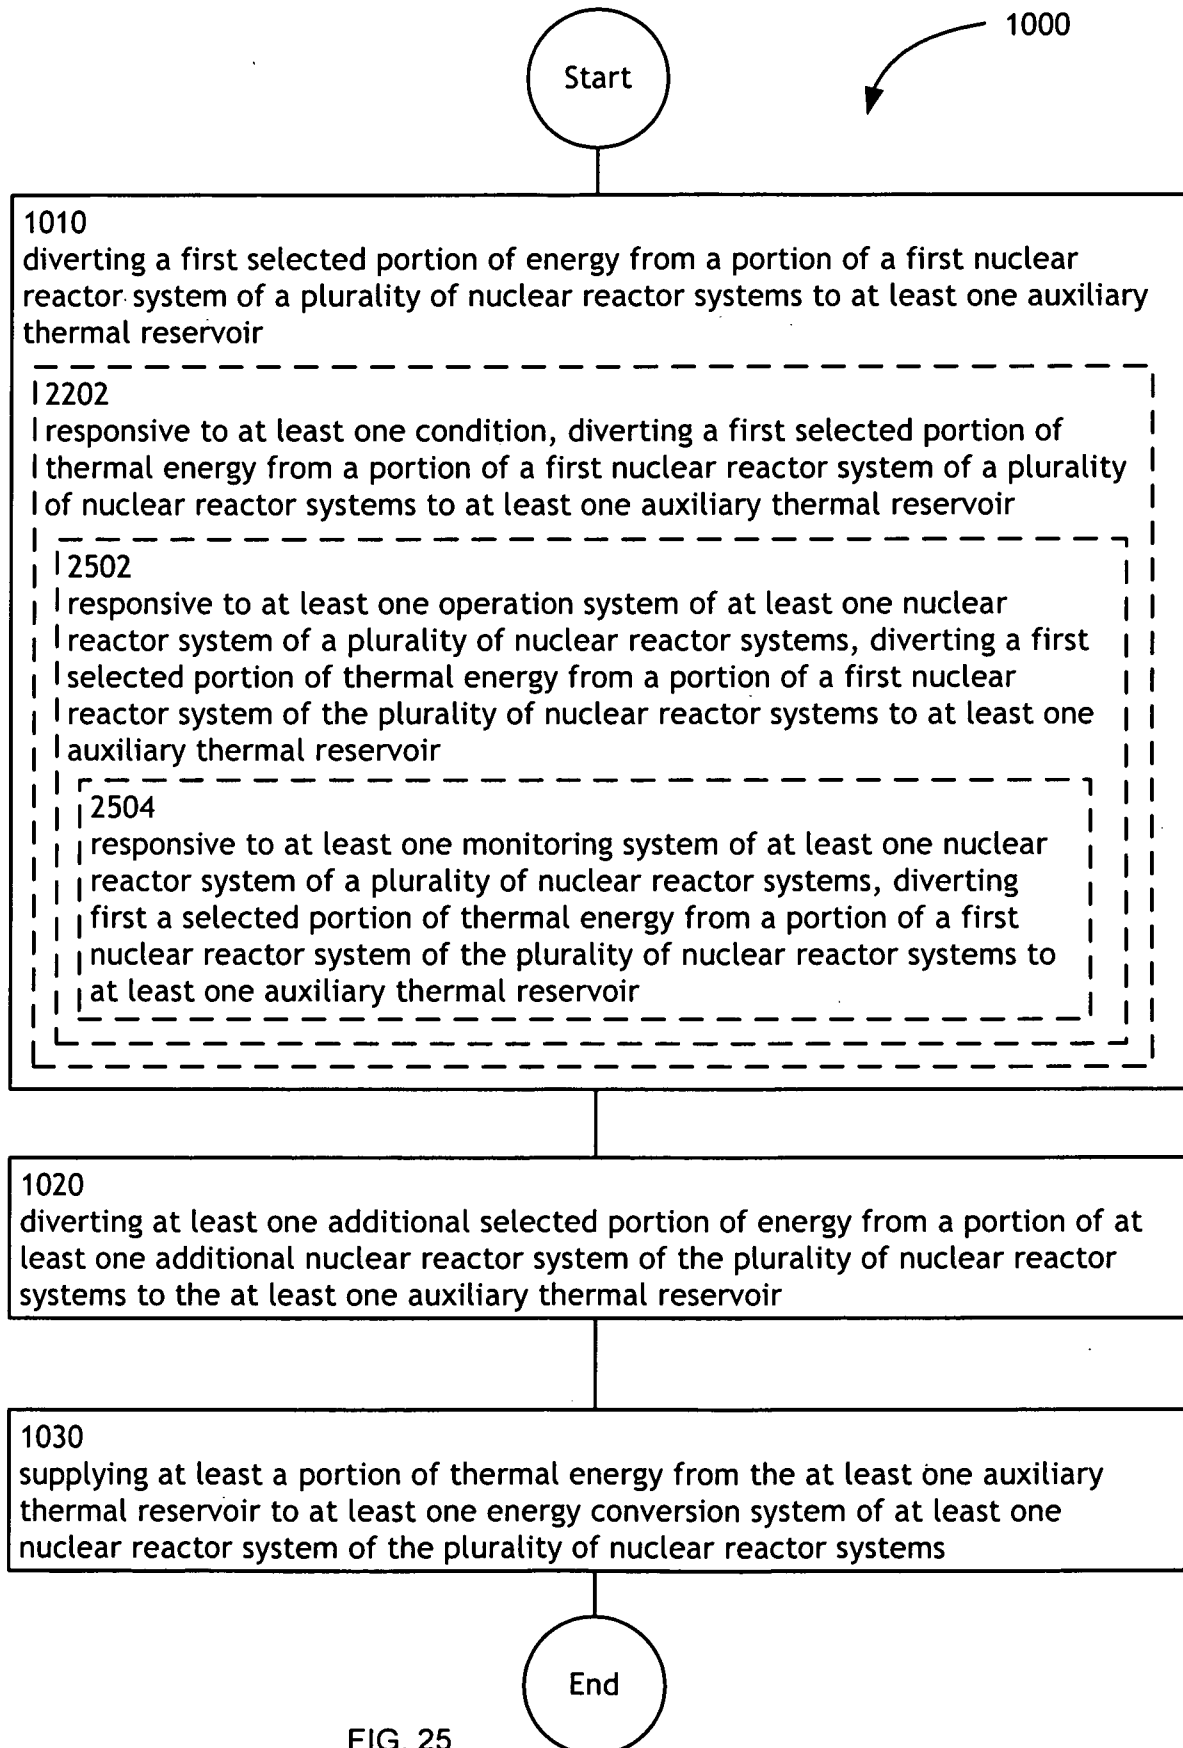 1000
Start
1010
diverting a first selected portion of energy from a portion of a first nuclear
reactor system of a plurality of nuclear reactor systems to at least one auxiliary
thermal reservoir
2202
responsive to at least one condition, diverting a first selected portion of
thermal energy from a portion of a first nuclear reactor system of a plurality
of nuclear reactor systems to at least one auxiliary thermal reservoir
2502
responsive to at least one operation system of at least one nuclear
reactor system of a plurality of nuclear reactor systems, diverting a first
selected portion of thermal energy from a portion of a first nuclear
reactor system of the plurality of nuclear reactor systems to at least one
auxiliary thermal reservoir
2504
responsive to at least one monitoring system of at least one nuclear
reactor system of a plurality of nuclear reactor systems, diverting
first a selected portion of thermal energy from a portion of a first
nuclear reactor system of the plurality of nuclear reactor systems to
at least one auxiliary thermal reservoir
1020
diverting at least one additional selected portion of energy from a portion of at
least one additional nuclear reactor system of the plurality of nuclear reactor
systems to the at least one auxiliary thermal reservoir
1030
supplying at least a portion of thermal energy from the at least one auxiliary
thermal reservoir to at least one energy conversion system of at least one
nuclear reactor system of the plurality of nuclear reactor systems
End
FIG. 25